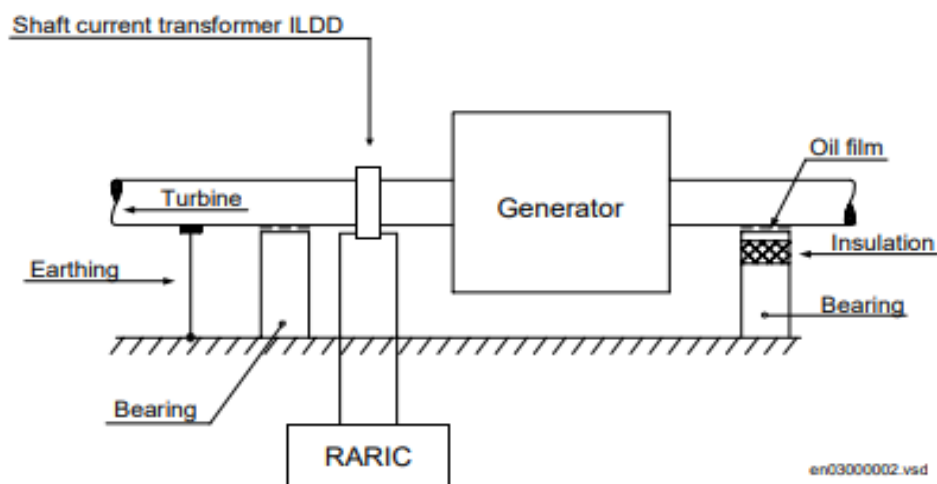 Shaft current transformer ILDD
Oil film
Turbine
Generator
Insulation
Earthing
Bearing
Bearing
RARIC
en03000002.vsd